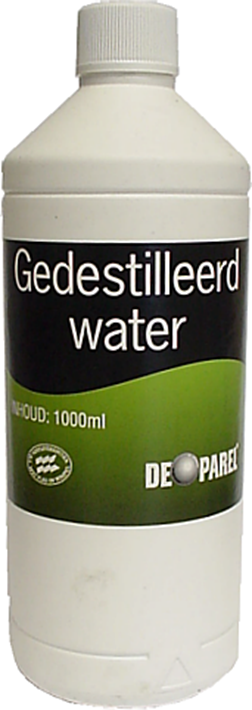 Gedestilleerd
water
INHOUD: 1000ml
DE PAREL